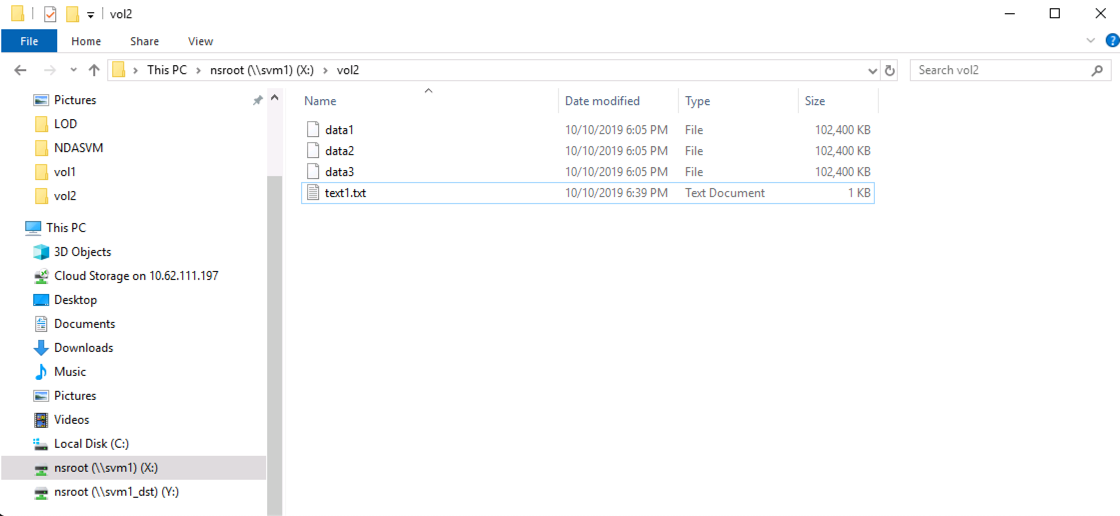 vol2
File Home Share View
This PC > nsroot (\\svm1) (X:) > vol2
Search vol2
Pictures
LOD
NDASVM
vol1
vol2
This PC
3D Objects
Cloud Storage on 10.62.111.197
Desktop
Documents
Downloads
Music
Pictures
Videos
Local Disk (C:)
nsroot (\\svm1) (X:)
nsroot (\\svm1_dst) (Y:)
Name Date modified Type Size
data1 10/10/2019 6:05 PM File 102,400 KB
data2 10/10/2019 6:05 PM File 102,400 KB
data3 10/10/2019 6:05 PM File 102,400 KB
text1.txt 10/10/2019 6:39 PM Text Document 1 KB